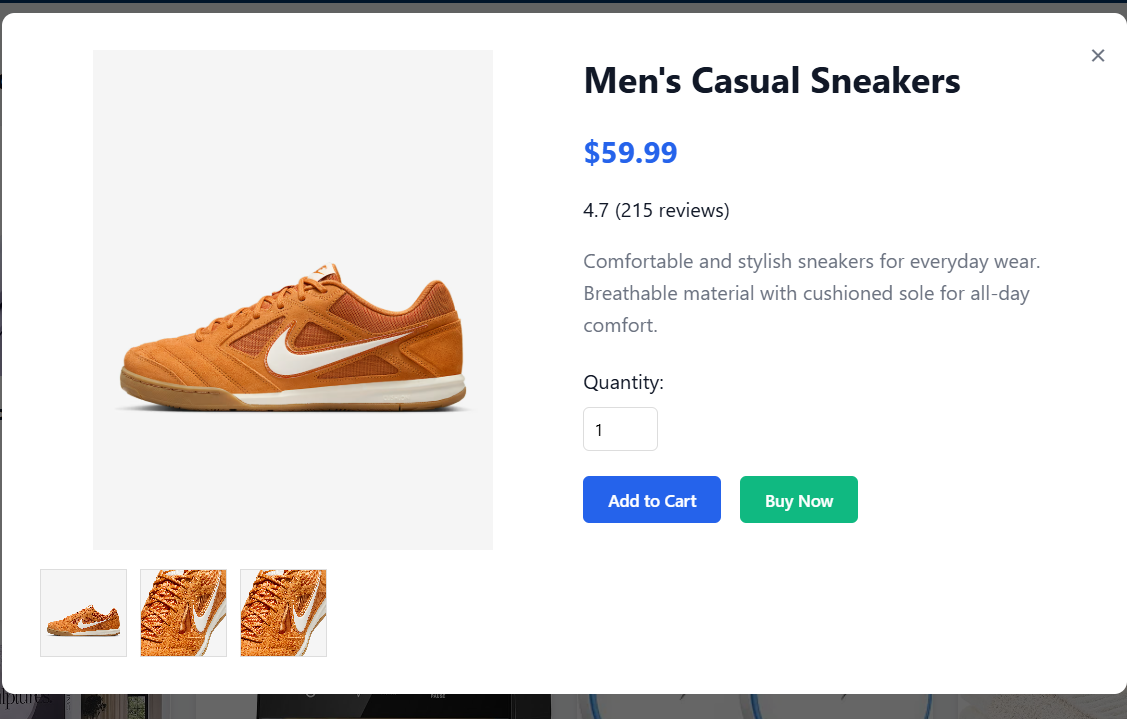 ×
Men's Casual Sneakers
$59.99
4.7 (215 reviews)
Comfortable and stylish sneakers for everyday wear.
Breathable material with cushioned sole for all-day
comfort.
Quantity:
1
Add to Cart
Buy Now